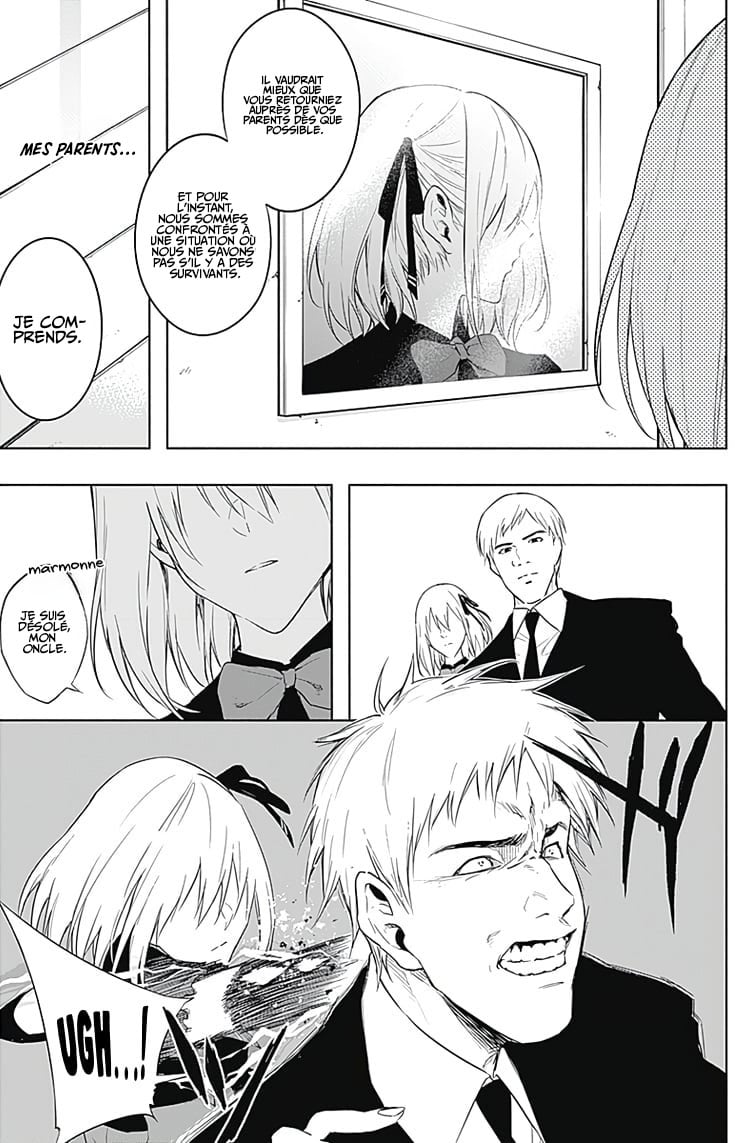 IL VAUDRAIT
MIEUX QUE
VOUS RETOURNIEZ
AUPRÈS DE VOS
PARENTS DÈS QUE
POSSIBLE.
ET POUR
L'INSTANT,
NOUS SOMMES
CONFRONTÉS À
UNE SITUATION OÙ
NOUS NE SAVONS
PAS S'IL Y A DES
SURVIVANTS.
MES PARENTS...
JE COM-
PRENDS.
marmonne
JE SUIS
DÉSOLÉ,
MON
ONCLE.
UGH...!